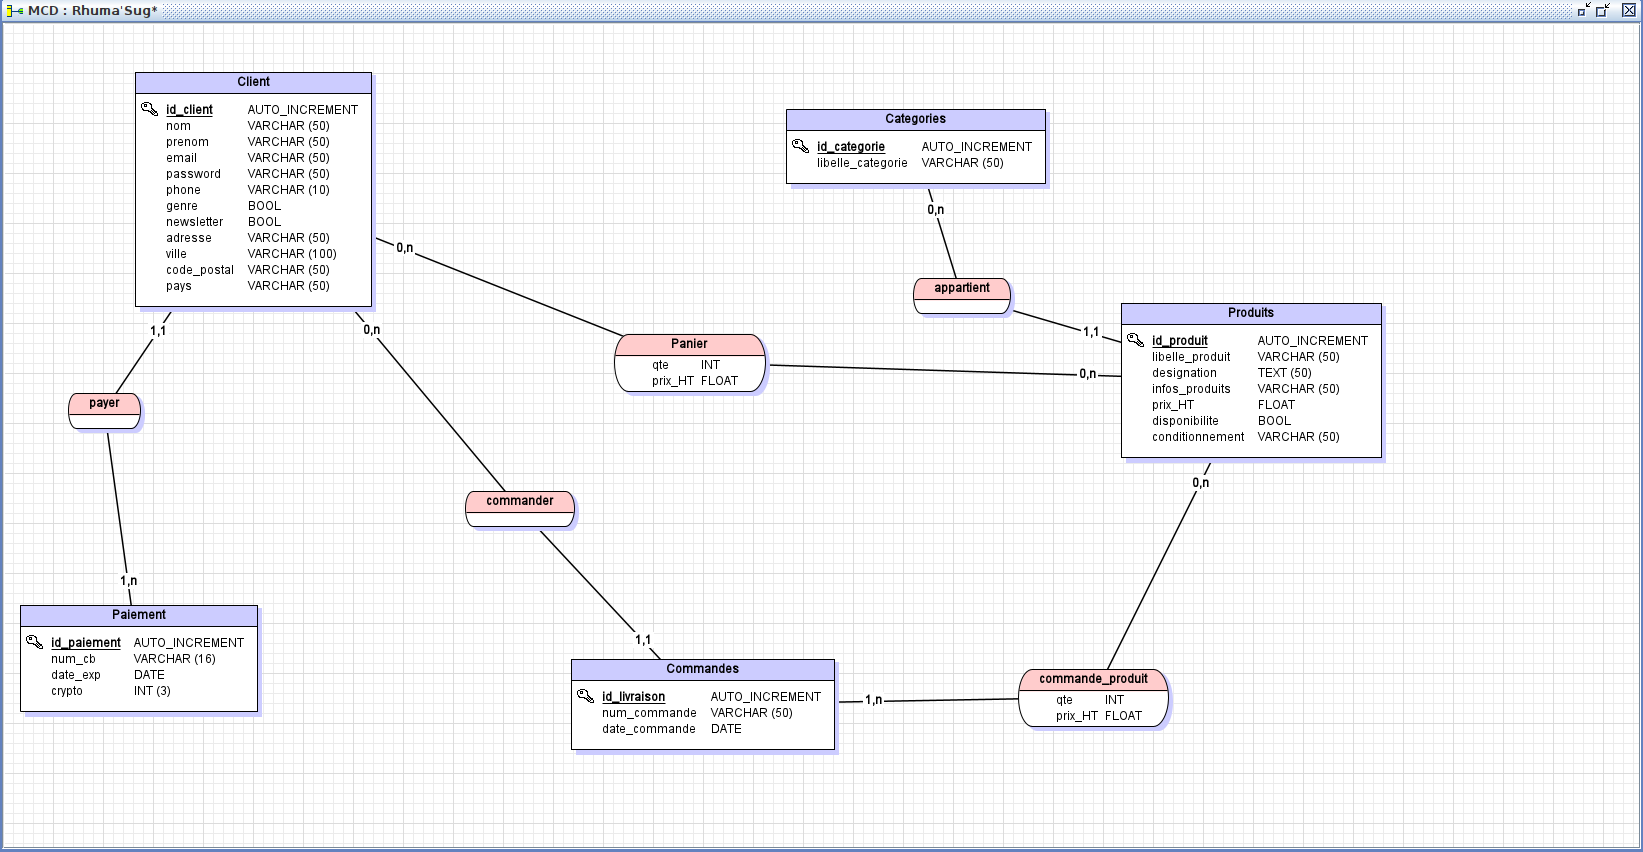 MCD : Rhuma'Sug*
Client
id_client AUTO_INCREMENT
nom VARCHAR (50)
prenom VARCHAR (50)
email VARCHAR (50)
password VARCHAR (50)
phone VARCHAR (10)
genre BOOL
newsletter BOOL
adresse VARCHAR (50)
ville VARCHAR (100)
code_postal VARCHAR (50)
pays VARCHAR (50)
Categories
id_categorie AUTO_INCREMENT
libelle_categorie VARCHAR (50)
0,n
0,n
appartient
1,1
Produits
id_produit AUTO_INCREMENT
libelle_produit VARCHAR (50)
designation TEXT (50)
infos_produits VARCHAR (50)
prix_HT FLOAT
disponibilite BOOL
conditionnement VARCHAR (50)
1,1
0,n
Panier
qte INT
prix_HT FLOAT
0,n
payer
0,n
commander
1,n
1,1
Paiement
id_paiement AUTO_INCREMENT
num_cb VARCHAR (16)
date_exp DATE
crypto INT (3)
Commandes
id_livraison AUTO_INCREMENT
num_commande VARCHAR (50)
date_commande DATE
1,n
commande_produit
qte INT
prix_HT FLOAT